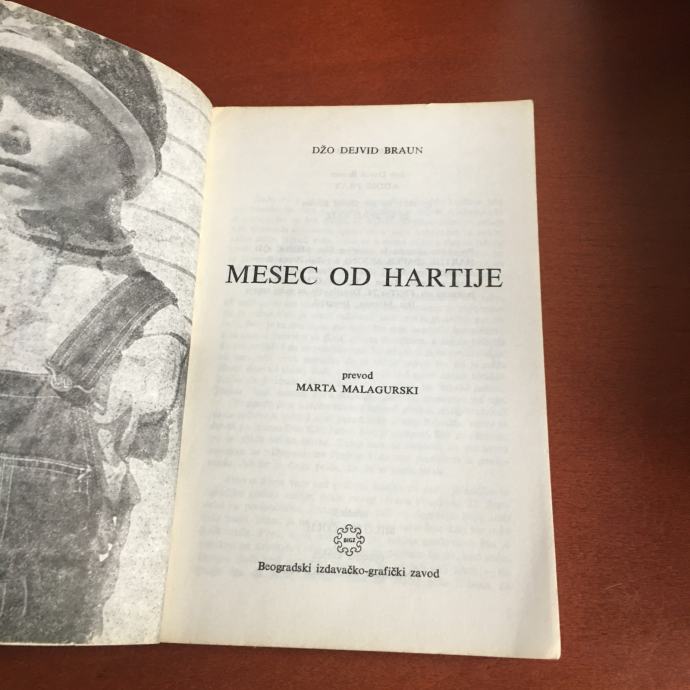 DŽO DEJVID BRAUN
MESEC OD HARTIJE
prevod
MARTA MALAGURSKI
BIGZ
Beogradski izdavačko-grafički zavod